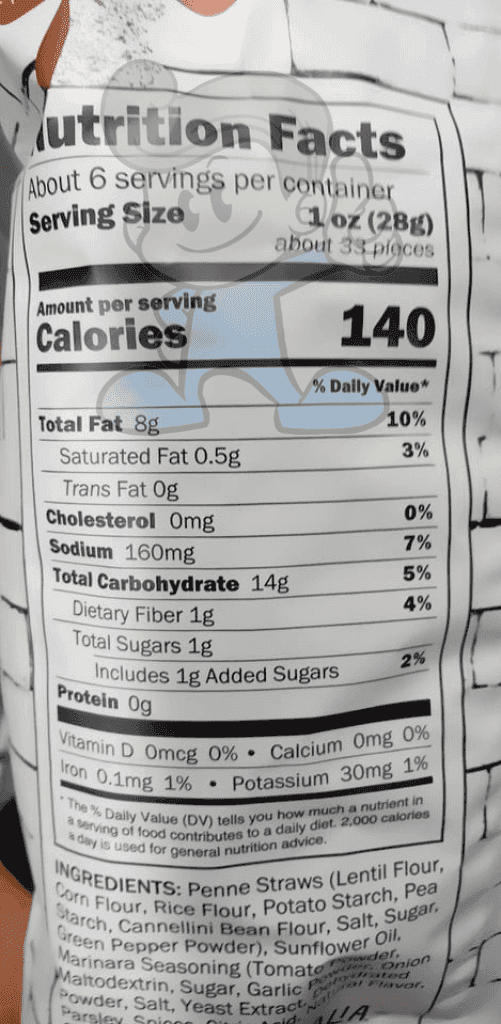 Nutrition Facts
About 6 servings per container
Serving Size 1 oz (28g)
about 33 pieces
Amount per serving
Calories 140
% Daily Value*
Total Fat 8g 10%
Saturated Fat 0.5g 3%
Trans Fat 0g
Cholesterol 0mg 0%
Sodium 160mg 7%
Total Carbohydrate 14g 5%
Dietary Fiber 1g 4%
Total Sugars 1g
Includes 1g Added Sugars 2%
Protein 0g
Vitamin D 0mcg 0% • Calcium 0mg 0%
Iron 0.1mg 1% • Potassium 30mg 1%
* The % Daily Value (DV) tells you how much a nutrient in
a serving of food contributes to a daily diet. 2,000 calories
a day is used for general nutrition advice.
INGREDIENTS: Penne Straws (Lentil Flour,
Corn Flour, Rice Flour, Potato Starch, Pea
Starch, Cannellini Bean Flour, Salt, Sugar,
Green Pepper Powder), Sunflower Oil,
Marinara Seasoning (Tomato Powder,
Maltodextrin, Sugar, Garlic Powder, Onion
Powder, Salt, Yeast Extract, Dehydrated
Parsley, Natural Flavor,